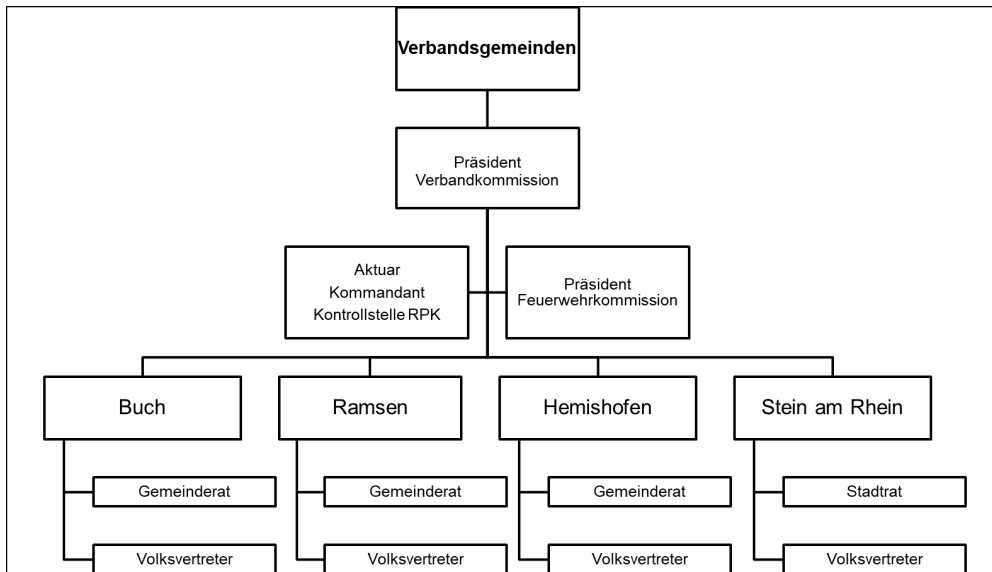 Verbandsgemeinden
Präsident
Verbandkommission
Aktuar
Kommandant
Kontrollstelle RPK
Präsident
Feuerwehrkommission
Buch
Ramsen
Hemishofen
Stein am Rhein
Gemeinderat
Gemeinderat
Gemeinderat
Stadtrat
Volksvertreter
Volksvertreter
Volksvertreter
Volksvertreter